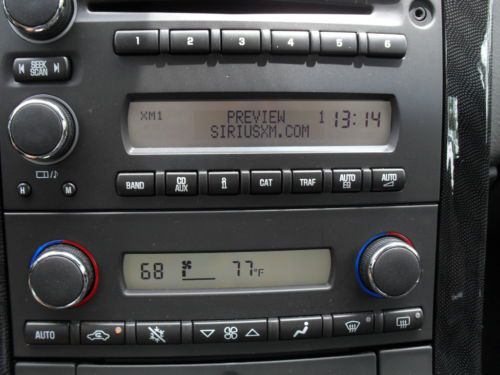 1 2 3 4 5 6
SEEK
SCAN
XM1 PREVIEW 1 13:14
SIRIUSXM.COM
BAND CD AUX i CAT TRAF AUTO EQ AUTO
68 77°F
AUTO